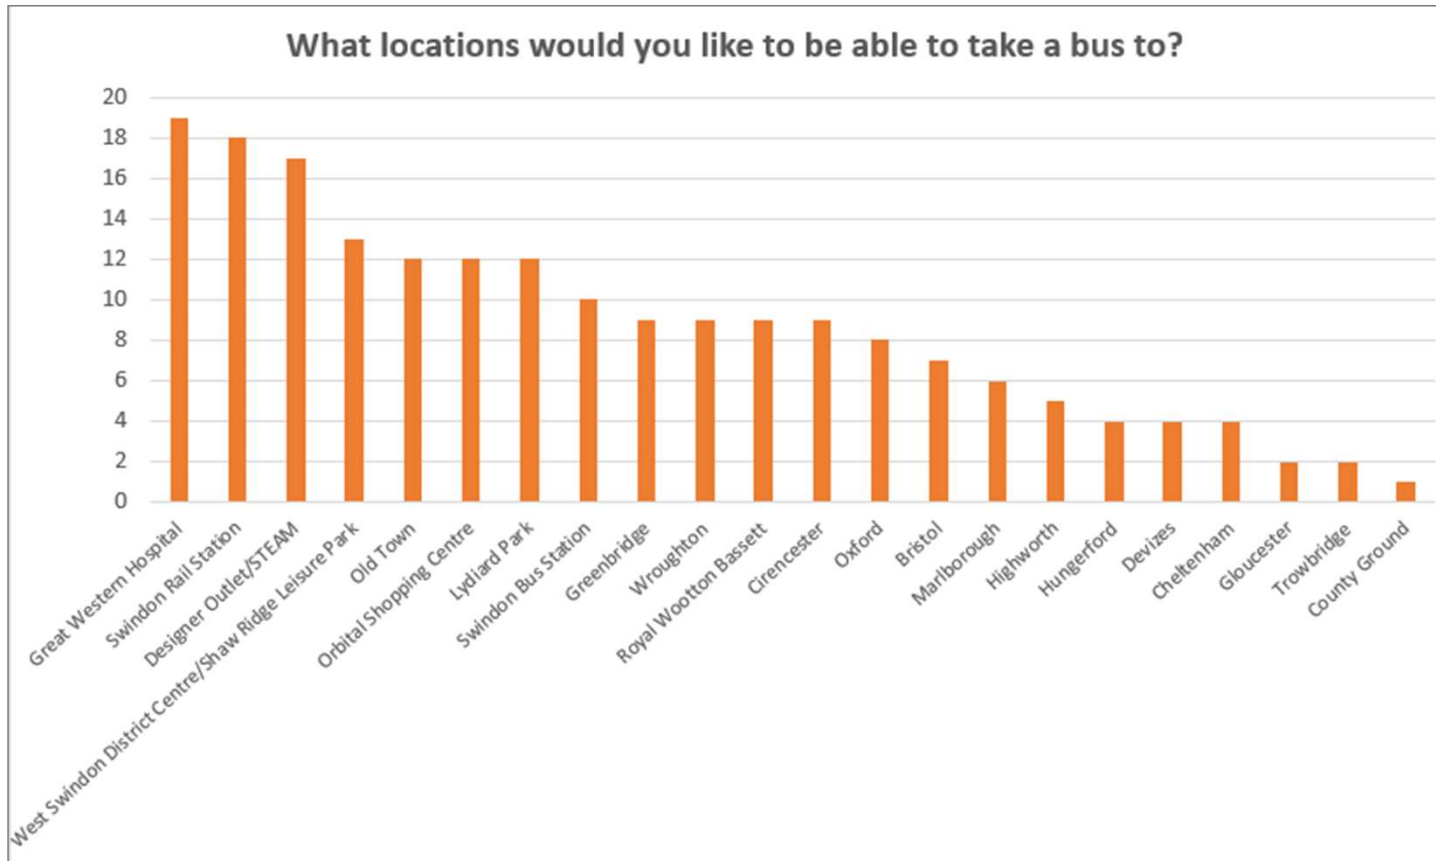 What locations would you like to be able to take a bus to?
20
18
16
14
12
10
8
6
4
2
0
Great Western Hospital
Swindon Rail Station
Designer Outlet/STEAM
West Swindon District Centre/Shaw Ridge Leisure Park
Old Town
Orbital Shopping Centre
Lydiard Park
Swindon Bus Station
Greenbridge
Wroughton
Royal Wootton Bassett
Cirencester
Oxford
Bristol
Marlborough
Highworth
Hungerford
Devizes
Cheltenham
Gloucester
Trowbridge
County Ground